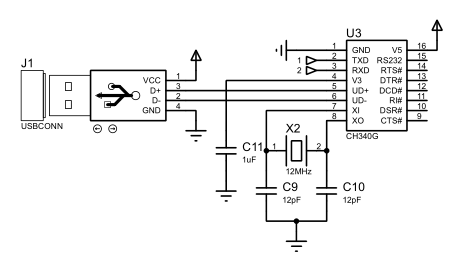 U3
J1
USBCONN
VCC 1
D+ 3
D- 2
GND 4
1 GND V5 16
1 2 TXD RS232 15
2 3 RXD RTS# 14
4 V3 DTR# 13
5 UD+ DCD# 12
6 UD- RI# 11
7 XI DSR# 10
8 XO CTS# 9
CH340G
C11
1uF
X2
1 2
12MHz
C9
12pF
C10
12pF